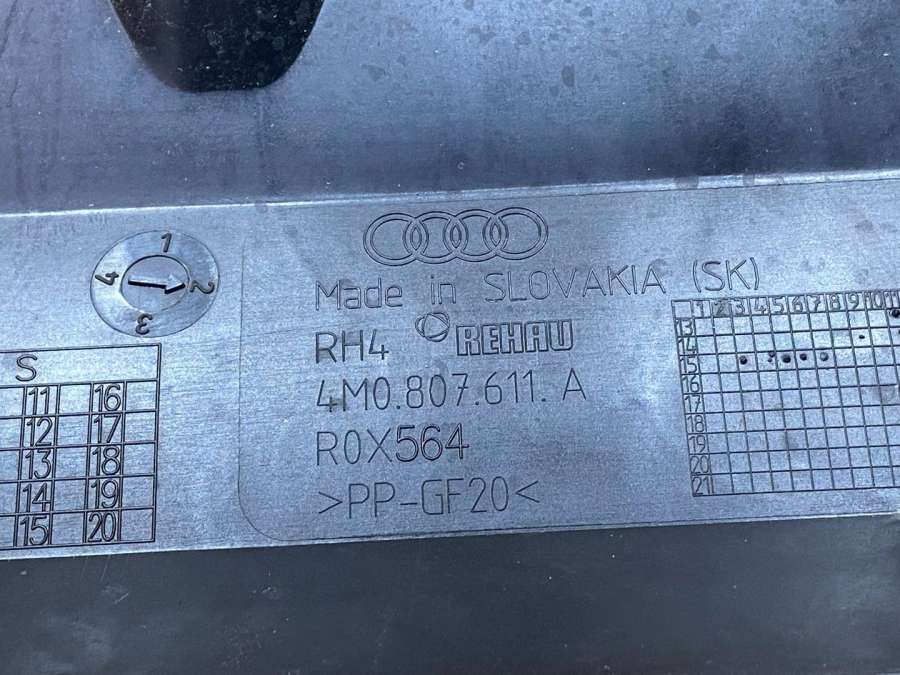 Made in SLOVAKIA (SK)
RH4 REHAU
4M0.807.611. A
R0X564
>PP-GF20<
1
2
3
4
S
11 16
12 17
13 18
14 19
15 20
1 2 3 4 5 6 7 8 9 10 11
13
14
15
16
17
18
19
20
21